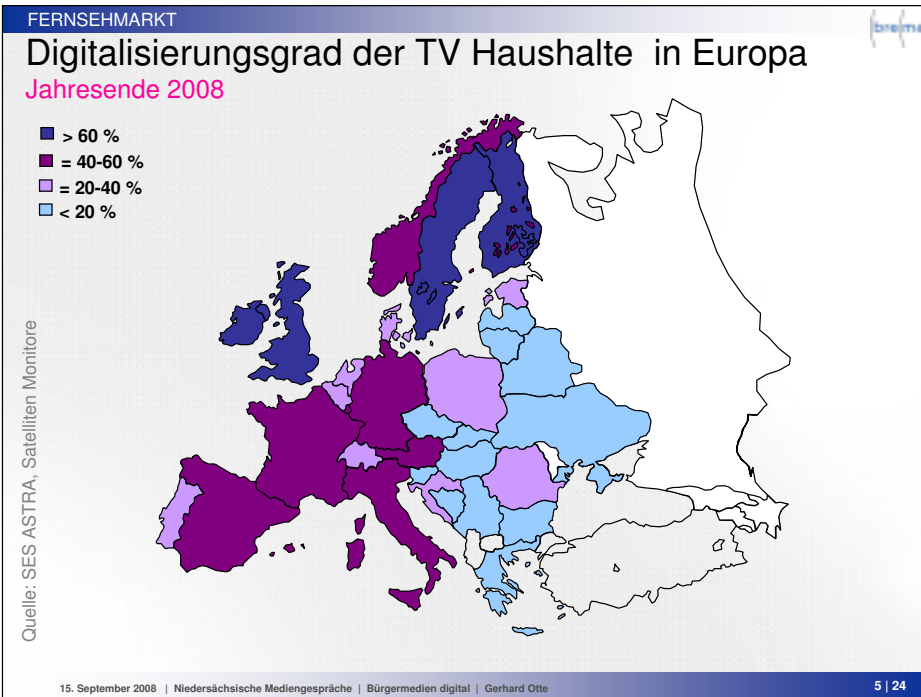 FERNSEHMARKT
Digitalisierungsgrad der TV Haushalte in Europa
Jahresende 2008
> 60 %
= 40-60 %
= 20-40 %
< 20 %
Quelle: SES ASTRA, Satelliten Monitore
15. September 2008 | Niedersächsische Mediengespräche | Bürgermedien digital | Gerhard Otte
5 | 24